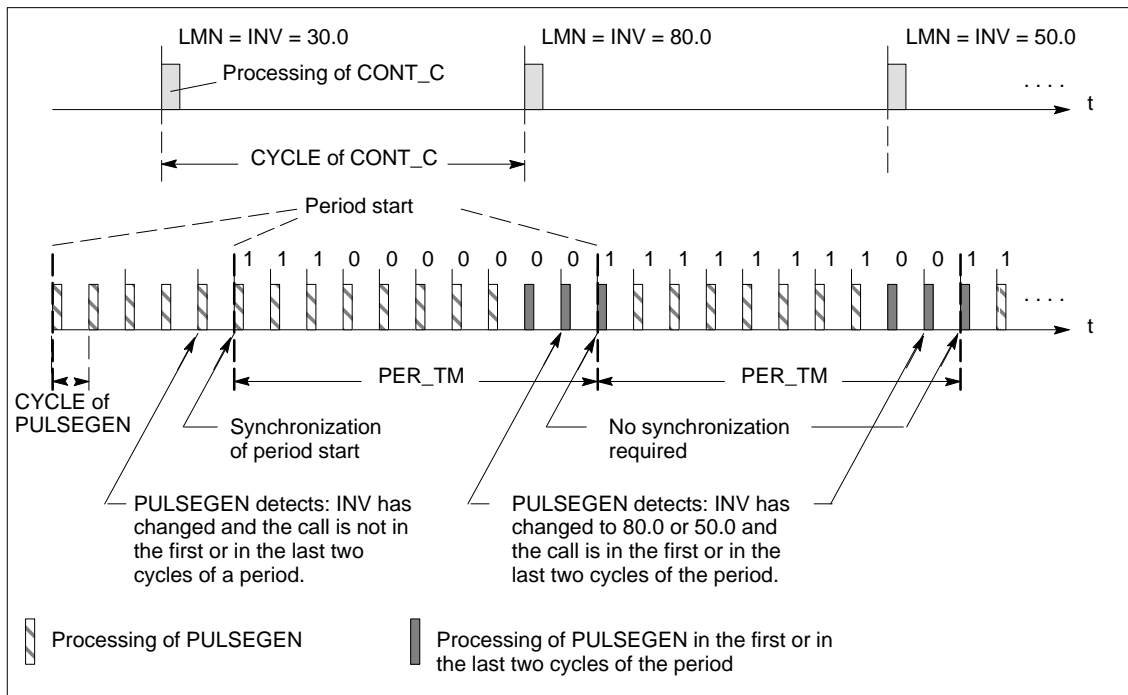 LMN = INV = 30.0
LMN = INV = 80.0
LMN = INV = 50.0
Processing of CONT_C
. . . .
t
CYCLE of CONT_C
Period start
1 1 1 0 0 0 0 0 0 0 1 1 1 1 1 1 1 1 0 0 1 1
. . . .
t
PER_TM
PER_TM
CYCLE of
PULSEGEN
Synchronization
of period start
No synchronization
required
PULSEGEN detects: INV has
changed and the call is not in
the first or in the last two
cycles of a period.
PULSEGEN detects: INV has
changed to 80.0 or 50.0 and
the call is in the first or in the
last two cycles of the period.
Processing of PULSEGEN
Processing of PULSEGEN in the first or in
the last two cycles of the period